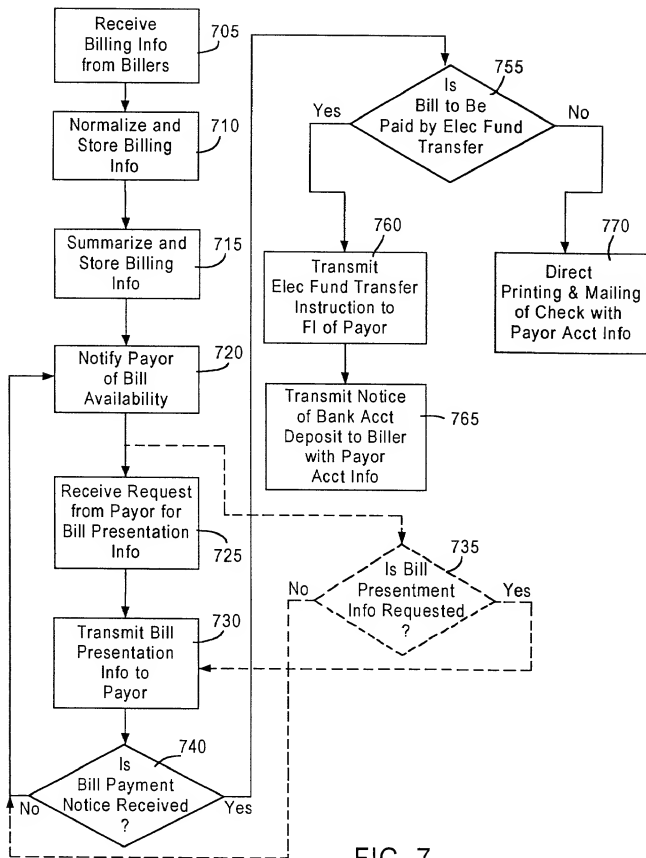 Receive
Billing Info
from Billers
705
Normalize and
Store Billing
Info
710
Summarize and
Store Billing
Info
715
Notify Payor
of Bill
Availability
720
Receive Request
from Payor for
Bill Presentation
Info
725
Transmit Bill
Presentation
Info to
Payor
730
Is
Bill Payment
Notice Received
?
740
No
Yes
Is
Bill to Be
Paid by Elec Fund
Transfer
755
Yes
No
Transmit
Elec Fund Transfer
Instruction to
FI of Payor
760
Transmit Notice
of Bank Acct
Deposit to Biller
with Payor
Acct Info
765
Direct
Printing & Mailing
of Check with
Payor Acct Info
770
Is Bill
Presentment
Info Requested
?
735
No
Yes
FIG. 7